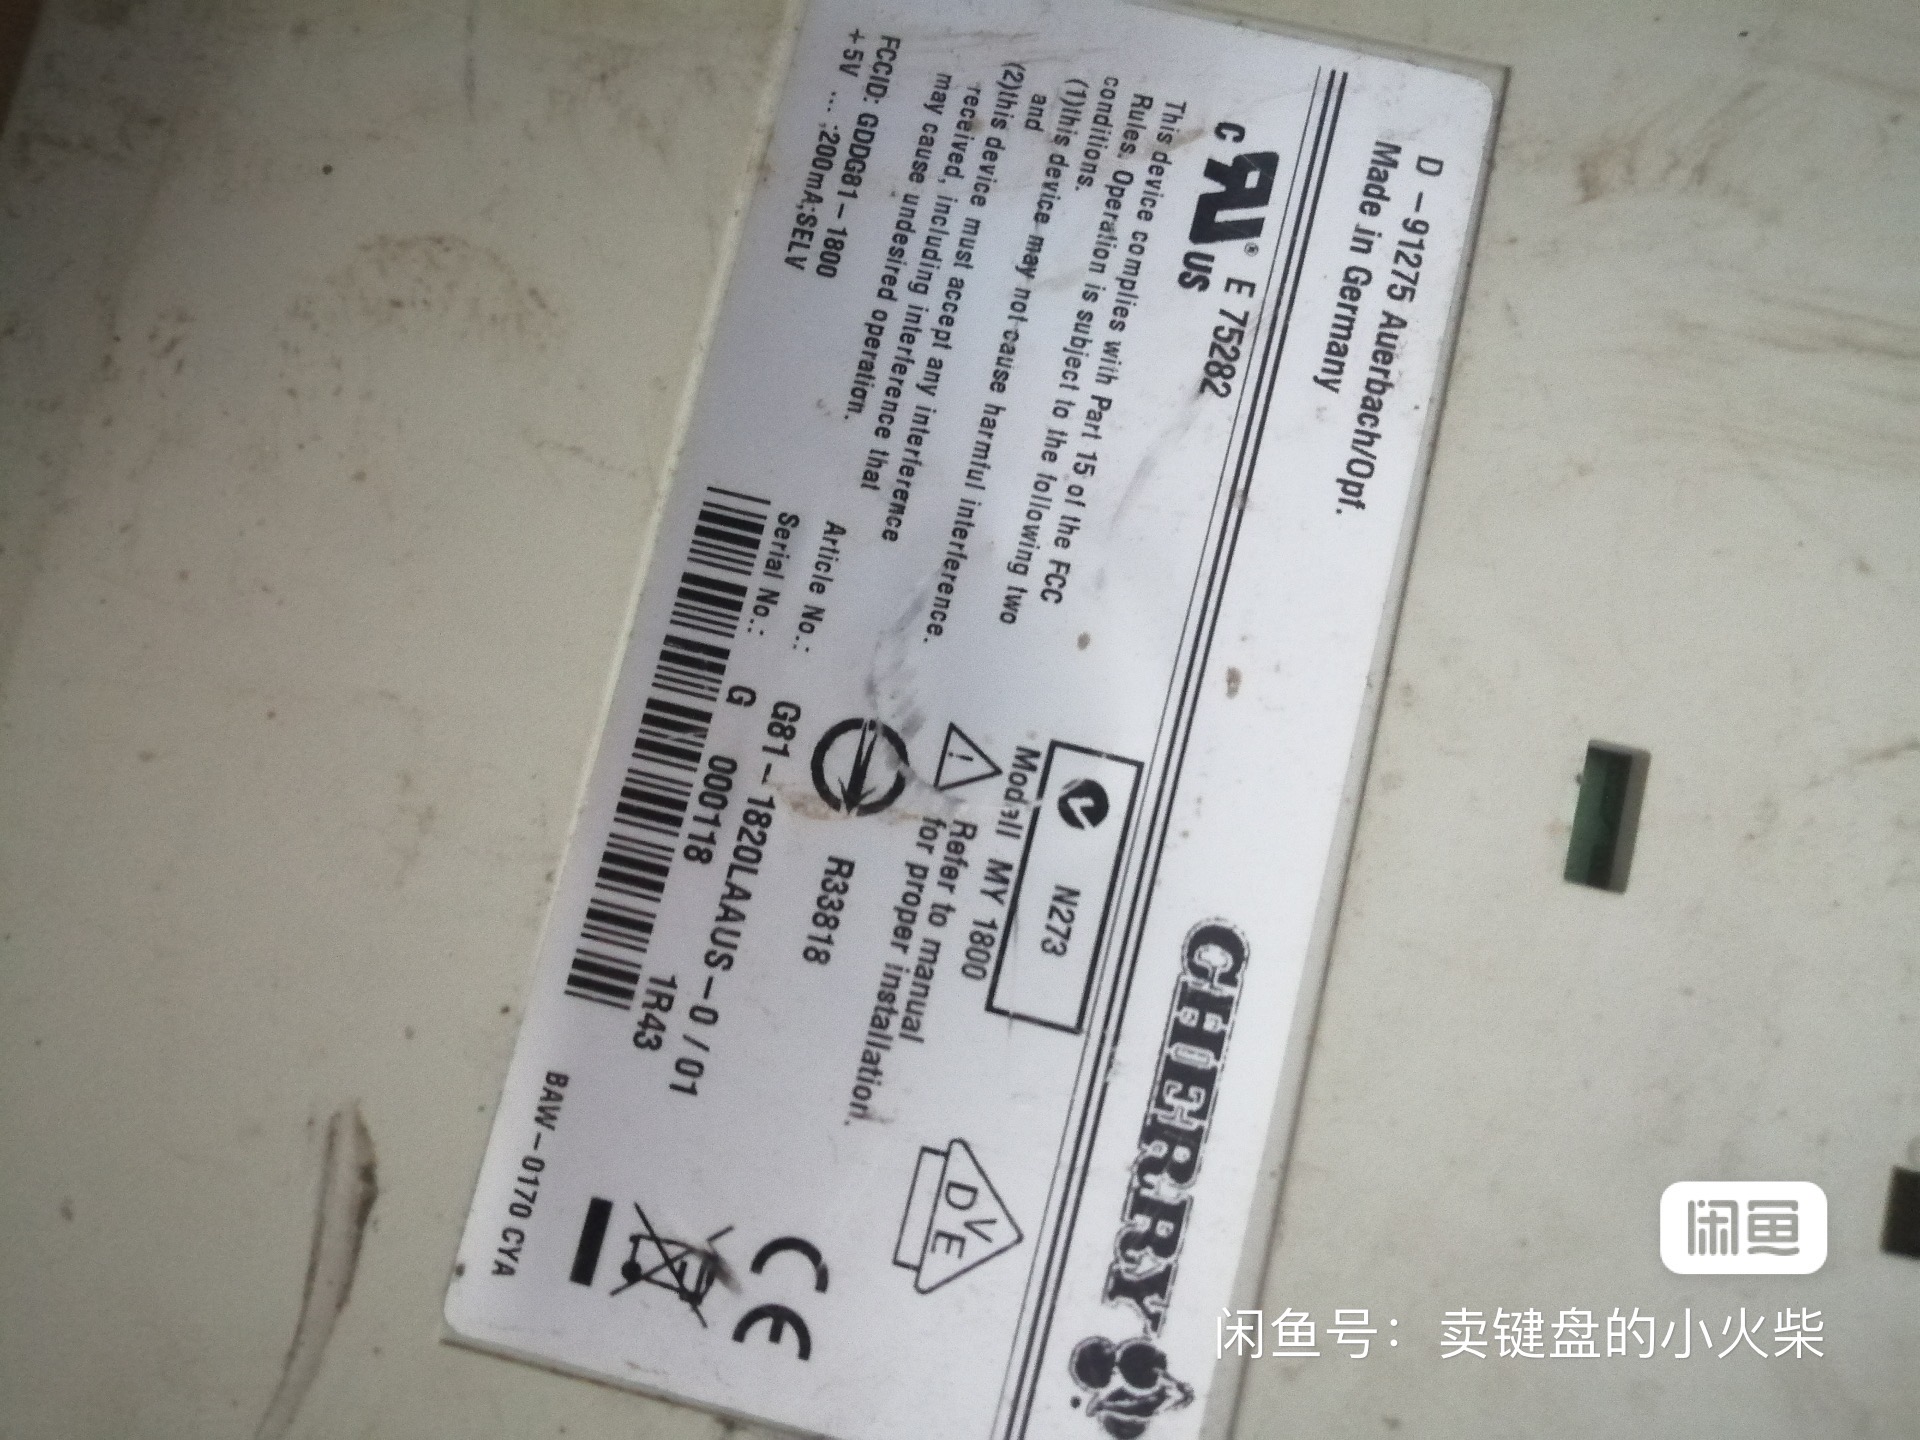 D-91275 Auerbach/Opf.
Made in Germany
CHERRY
c RU® US E 75282
This device complies with Part 15 of the FCC
Rules. Operation is subject to the following two
conditions.
(1)this device may not cause harmful interference.
and
(2)this device must accept any interference
received, including interference that
may cause undesired operation.
FCCID: GDDG81-1800
+5V ... ;200mA;SELV
N273
Modell MY 1800
! Refer to manual
for proper installation.
R33818
Article No.: G81-1820LAAUS-0/01
Serial No.: G 000118 1R43
DVE
CE
BAW-0170 CYA
闲鱼
闲鱼号：卖键盘的小火柴